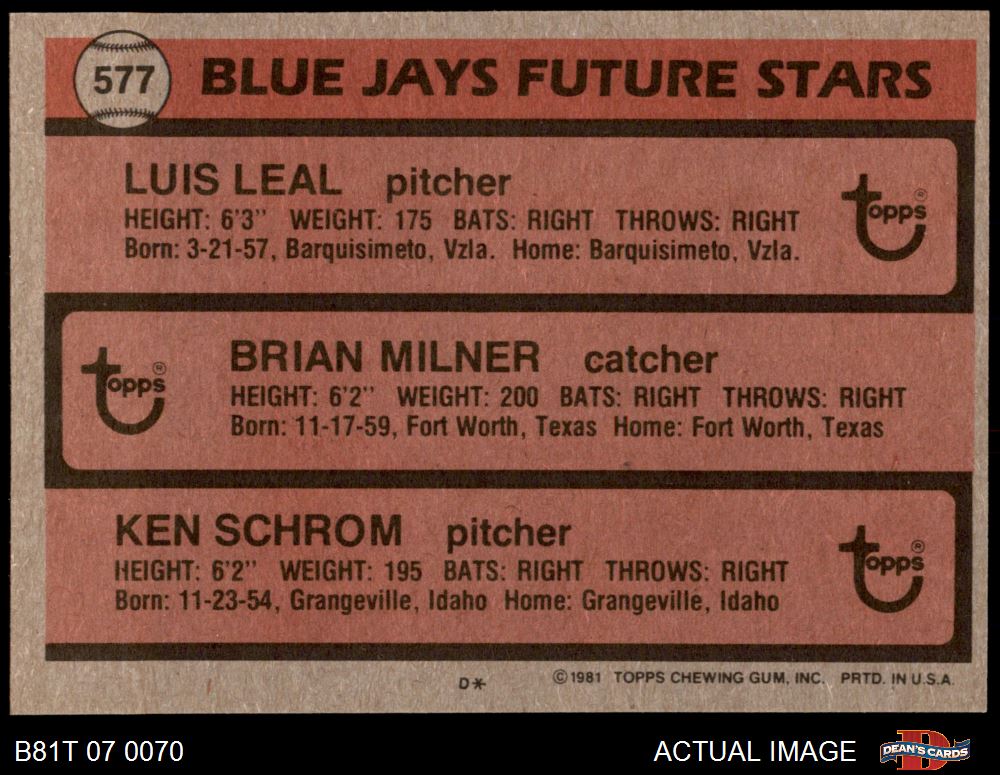 577 BLUE JAYS FUTURE STARS
LUIS LEAL pitcher
HEIGHT: 6'3" WEIGHT: 175 BATS: RIGHT THROWS: RIGHT
Born: 3-21-57, Barquisimeto, Vzla. Home: Barquisimeto, Vzla.
topps®
BRIAN MILNER catcher
HEIGHT: 6'2" WEIGHT: 200 BATS: RIGHT THROWS: RIGHT
Born: 11-17-59, Fort Worth, Texas Home: Fort Worth, Texas
topps®
KEN SCHROM pitcher
HEIGHT: 6'2" WEIGHT: 195 BATS: RIGHT THROWS: RIGHT
Born: 11-23-54, Grangeville, Idaho Home: Grangeville, Idaho
topps®
D* ©1981 TOPPS CHEWING GUM, INC. PRTD. IN U.S.A.
B81T 07 0070 ACTUAL IMAGE DEAN'S CARDS